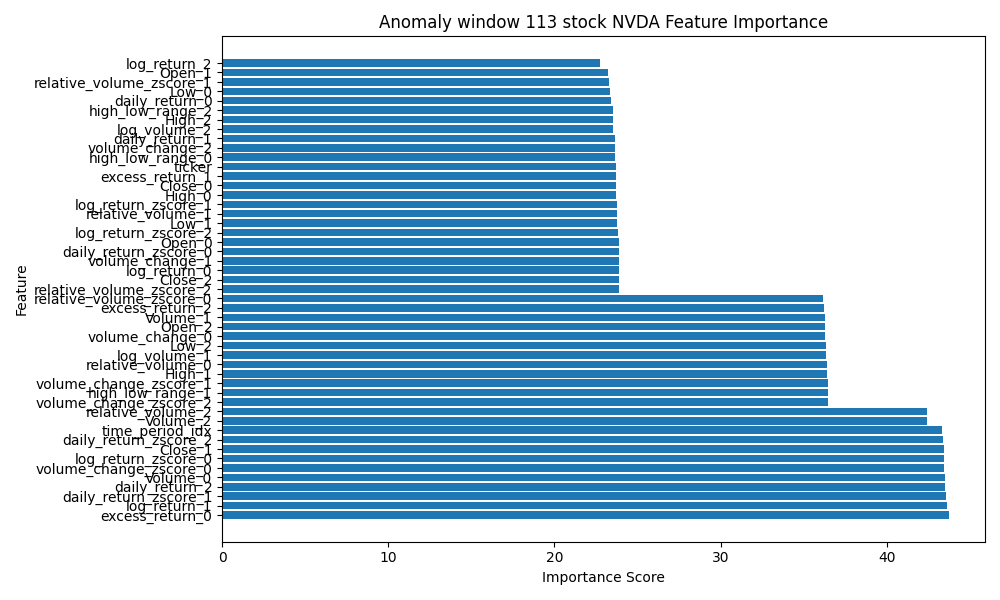 Anomaly window 113 stock NVDA Feature Importance
log_return_2
Open_1
relative_volume_zscore_1
Low_0
daily_return_0
high_low_range_2
High_2
log_volume_2
daily_return_1
volume_change_2
high_low_range_0
ticker
excess_return_1
Close_0
High_0
log_return_zscore_1
relative_volume_1
Low_1
log_return_zscore_2
Open_0
daily_return_zscore_0
volume_change_1
log_return_0
Close_2
relative_volume_zscore_2
relative_volume_zscore_0
excess_return_2
Volume_1
Open_2
volume_change_0
Low_2
log_volume_1
relative_volume_0
High_1
volume_change_zscore_1
high_low_range_1
volume_change_zscore_2
relative_volume_2
Volume_2
time_period_idx
daily_return_zscore_2
Close_1
log_return_zscore_0
volume_change_zscore_0
Volume_0
daily_return_2
daily_return_zscore_1
log_return_1
excess_return_0
Feature
0 10 20 30 40
Importance Score